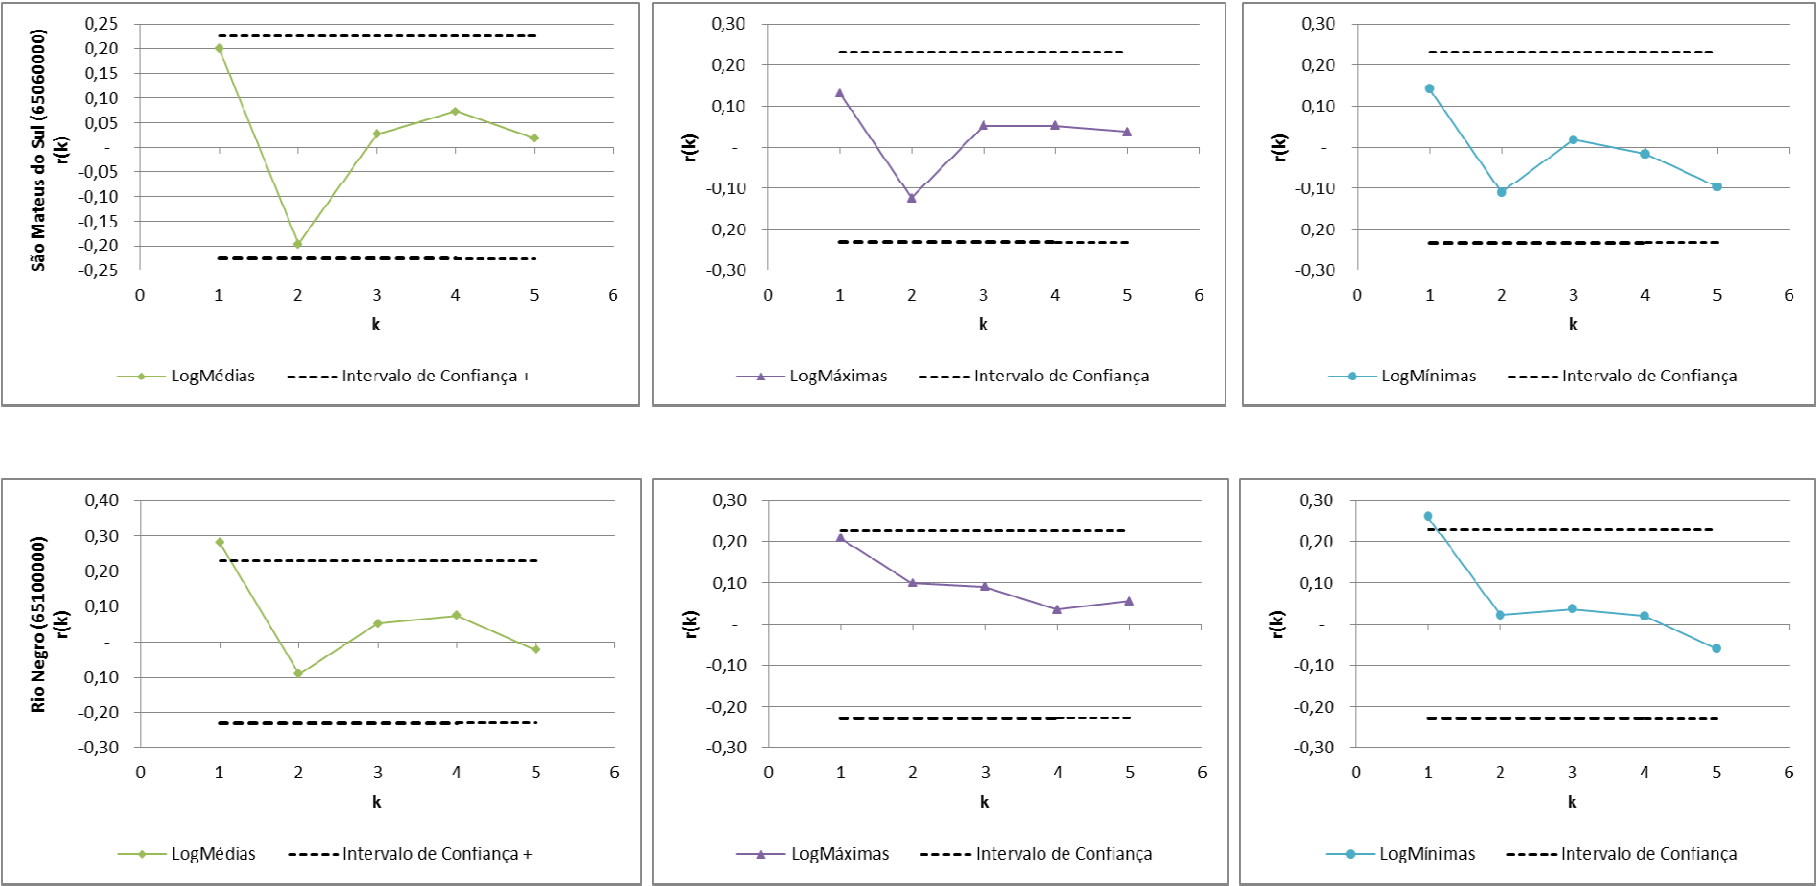 São Mateus do Sul (65060000)
r(k)
0,25
0,20
0,15
0,10
0,05
-
-0,05
-0,10
-0,15
-0,20
-0,25
0 1 2 3 4 5 6
k
LogMédias Intervalo de Confiança +
r(k)
0,30
0,20
0,10
-
-0,10
0,20
-0,30
0 1 2 3 4 5 6
k
LogMáximas Intervalo de Confiança
r(k)
0,30
0,20
0,10
-
-0,10
0,20
-0,30
0 1 2 3 4 5 6
k
LogMínimas Intervalo de Confiança
Rio Negro (65100000)
r(k)
0,40
0,30
0,20
0,10
-
0,10
-0,20
-0,30
0 1 2 3 4 5 6
k
LogMédias Intervalo de Confiança +
r(k)
0,30
0,20
0,10
-
-0,10
-0,20
-0,30
0 1 2 3 4 5 6
k
LogMáximas Intervalo de Confiança
r(k)
0,30
0,20
0,10
-
-0,10
-0,20
-0,30
0 1 2 3 4 5 6
k
LogMínimas Intervalo de Confiança